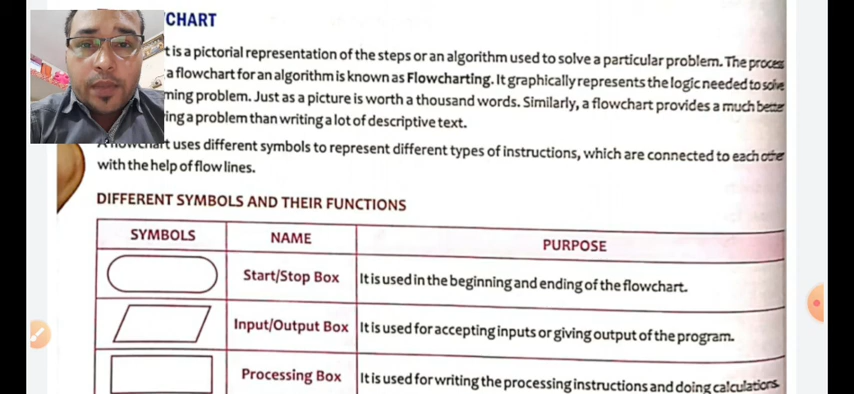 CHART
t is a pictorial representation of the steps or an algorithm used to solve a particular problem. The process
a flowchart for an algorithm is known as Flowcharting. It graphically represents the logic needed to solve
ming problem. Just as a picture is worth a thousand words. Similarly, a flowchart provides a much better
ing a problem than writing a lot of descriptive text.
A flowchart uses different symbols to represent different types of instructions, which are connected to each other
with the help of flow lines.
DIFFERENT SYMBOLS AND THEIR FUNCTIONS
SYMBOLS NAME PURPOSE
Start/Stop Box It is used in the beginning and ending of the flowchart.
Input/Output Box It is used for accepting inputs or giving output of the program.
Processing Box It is used for writing the processing instructions and doing calculations.